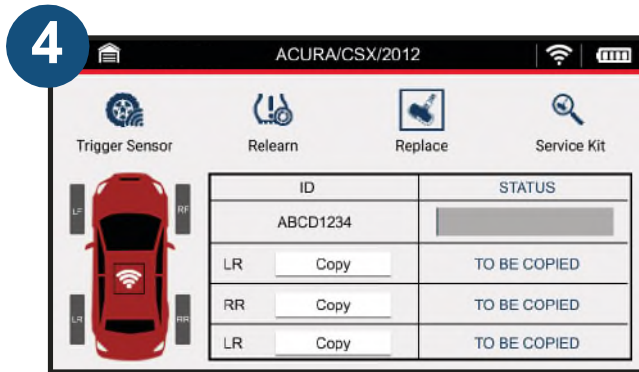 4
ACURA/CSX/2012
Trigger Sensor Relearn Replace Service Kit
ID STATUS
LF RF
ABCD1234
LR Copy TO BE COPIED
RR Copy TO BE COPIED
LR RR
LR Copy TO BE COPIED